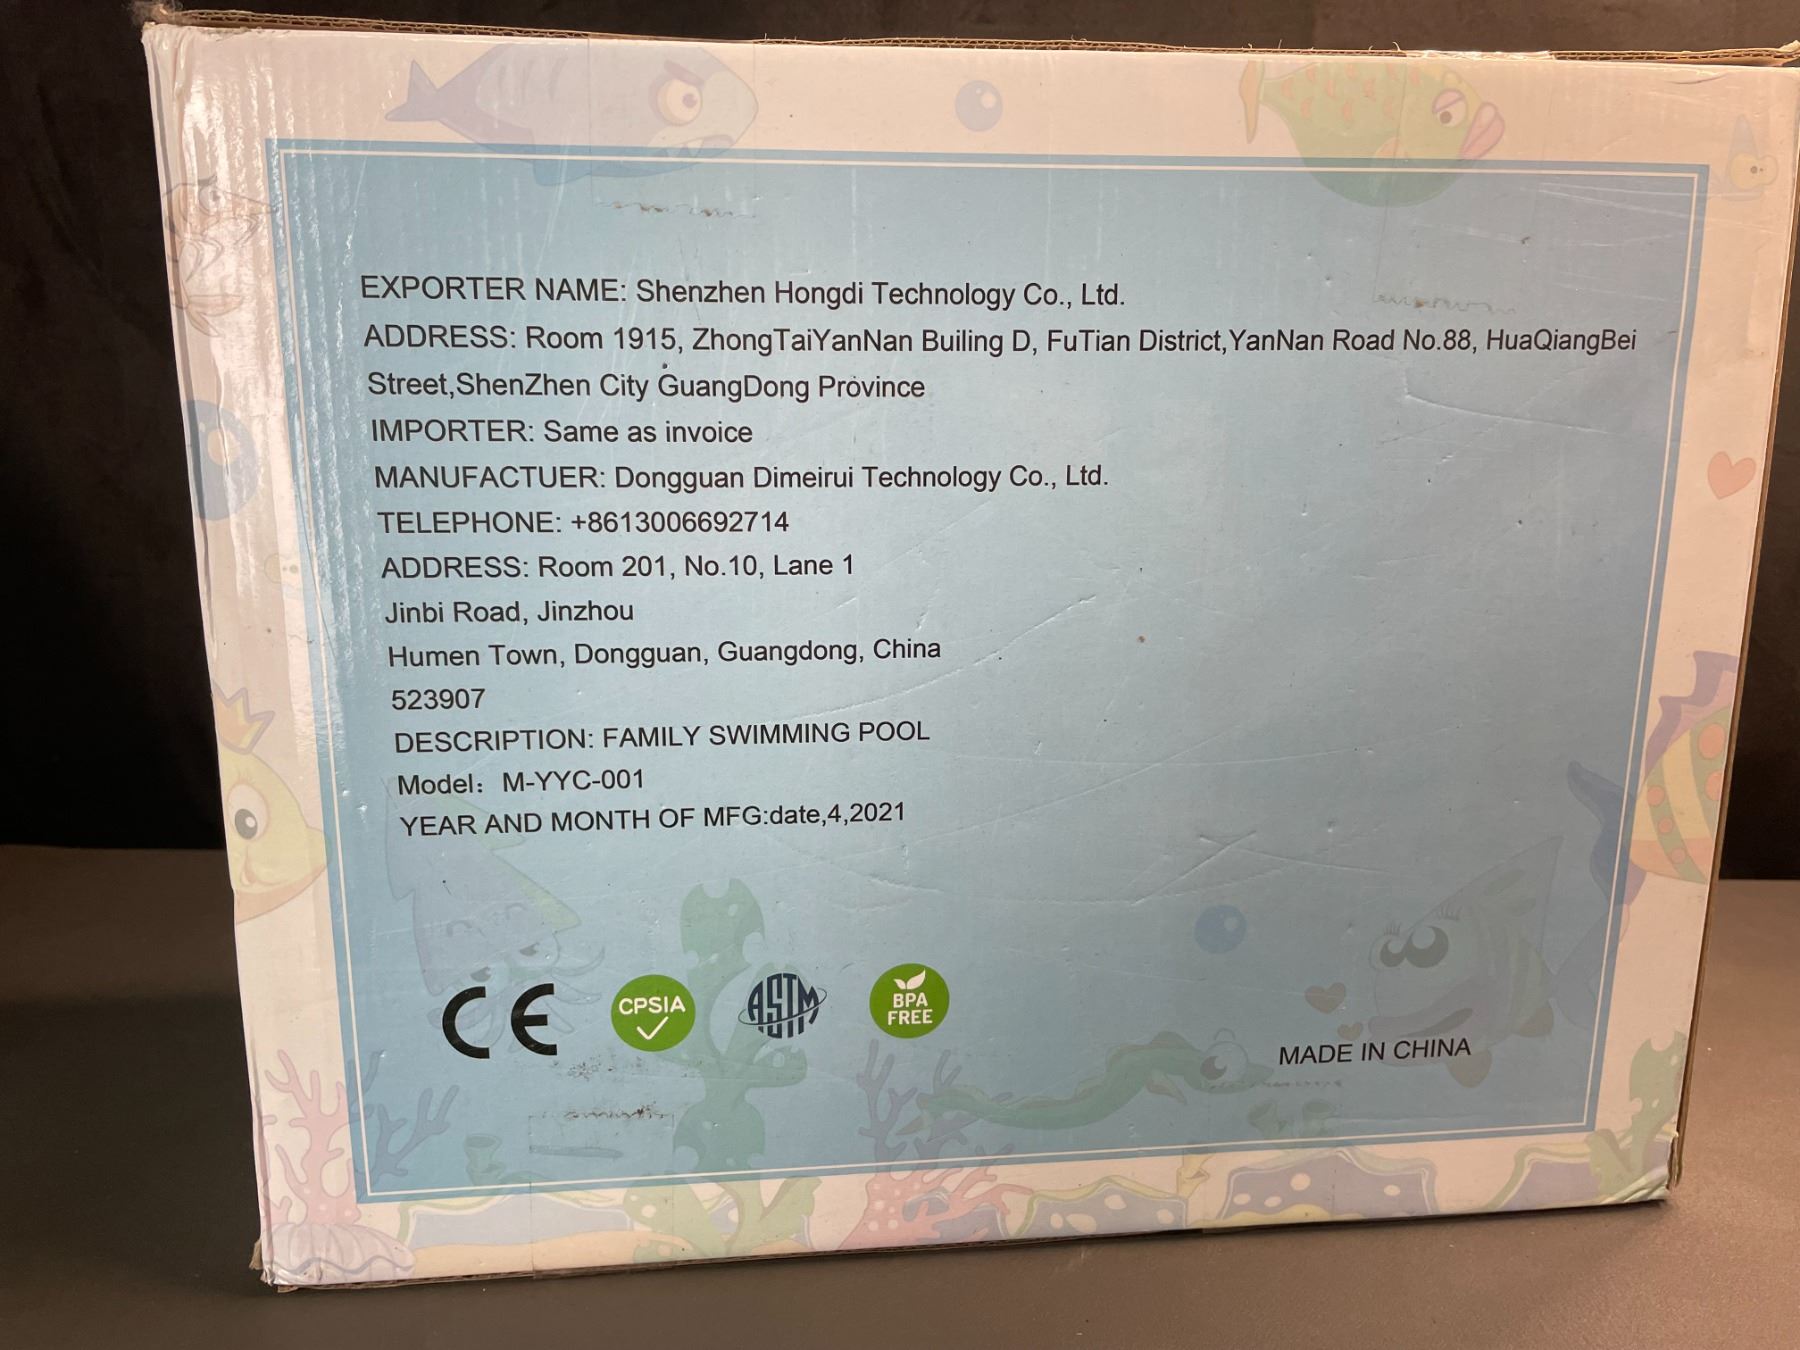 EXPORTER NAME: Shenzhen Hongdi Technology Co., Ltd.
ADDRESS: Room 1915, ZhongTaiYanNan Builing D, FuTian District,YanNan Road No.88, HuaQiangBei
Street,ShenZhen City GuangDong Province
IMPORTER: Same as invoice
MANUFACTUER: Dongguan Dimeirui Technology Co., Ltd.
TELEPHONE: +8613006692714
ADDRESS: Room 201, No.10, Lane 1
Jinbi Road, Jinzhou
Humen Town, Dongguan, Guangdong, China
523907
DESCRIPTION: FAMILY SWIMMING POOL
Model: M-YYC-001
YEAR AND MONTH OF MFG:date,4,2021
CE
CPSIA
ASTM
BPA
FREE
MADE IN CHINA